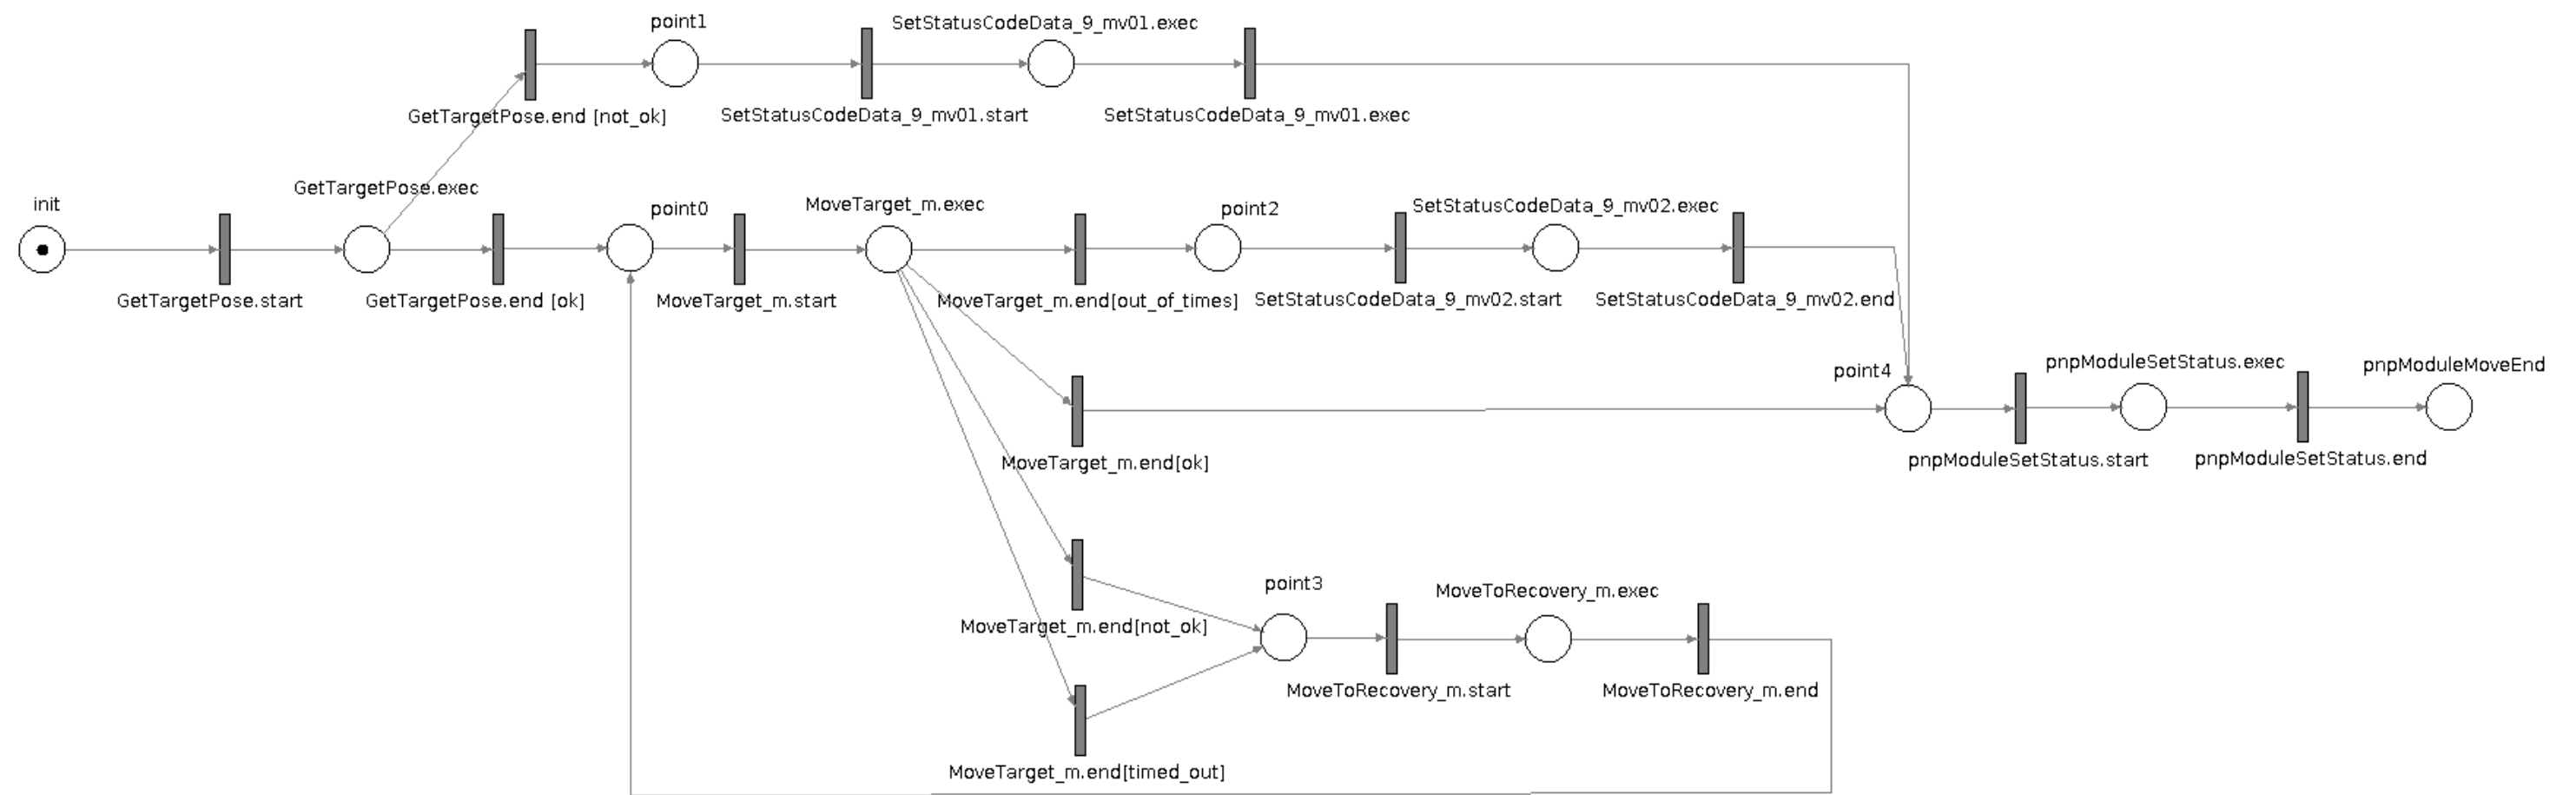 point1
SetStatusCodeData_9_mv01.exec
GetTargetPose.end [not_ok]
SetStatusCodeData_9_mv01.start
SetStatusCodeData_9_mv01.exec
init
GetTargetPose.exec
point0
MoveTarget_m.exec
point2
SetStatusCodeData_9_mv02.exec
GetTargetPose.start
GetTargetPose.end [ok]
MoveTarget_m.start
MoveTarget_m.end[out_of_times]
SetStatusCodeData_9_mv02.start
SetStatusCodeData_9_mv02.end
point4
pnpModuleSetStatus.exec
pnpModuleMoveEnd
MoveTarget_m.end[ok]
pnpModuleSetStatus.start
pnpModuleSetStatus.end
point3
MoveToRecovery_m.exec
MoveTarget_m.end[not_ok]
MoveToRecovery_m.start
MoveToRecovery_m.end
MoveTarget_m.end[timed_out]